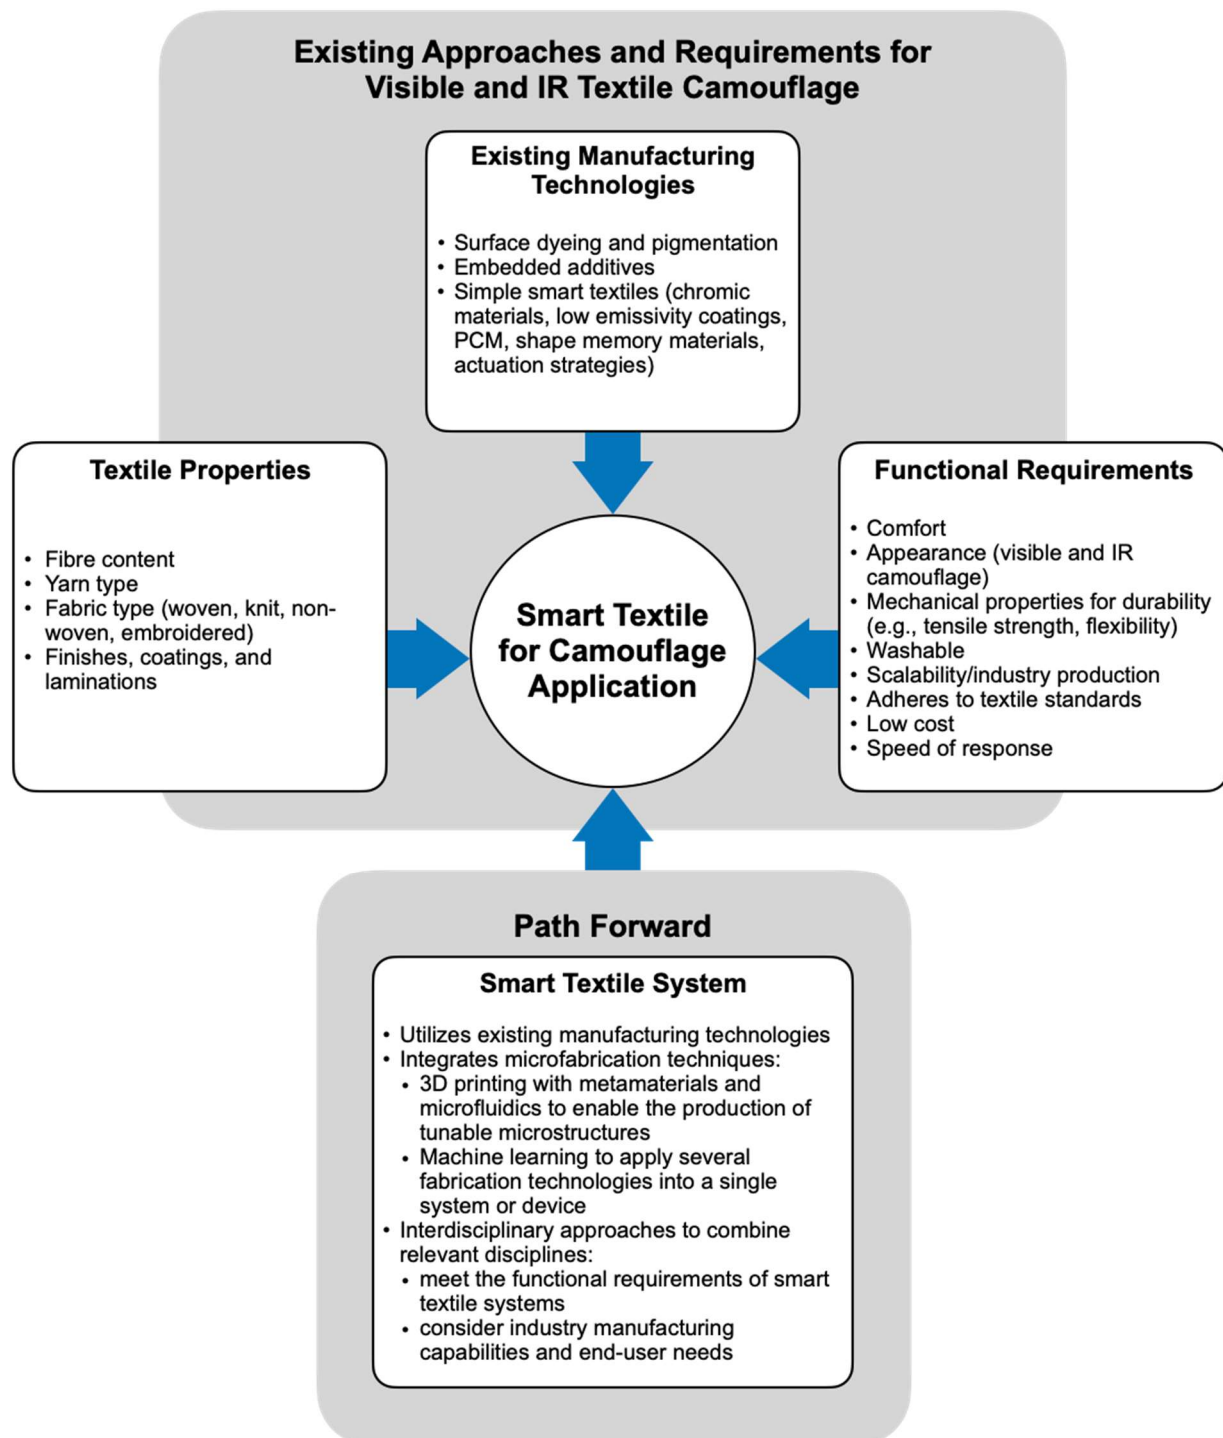 Existing Approaches and Requirements for
Visible and IR Textile Camouflage
Existing Manufacturing
Technologies
• Surface dyeing and pigmentation
• Embedded additives
• Simple smart textiles (chromic
materials, low emissivity coatings,
PCM, shape memory materials,
actuation strategies)
Textile Properties
• Fibre content
• Yarn type
• Fabric type (woven, knit, non-
woven, embroidered)
• Finishes, coatings, and
laminations
Smart Textile
for Camouflage
Application
Functional Requirements
• Comfort
• Appearance (visible and IR
camouflage)
• Mechanical properties for durability
(e.g., tensile strength, flexibility)
• Washable
• Scalability/industry production
• Adheres to textile standards
• Low cost
• Speed of response
Path Forward
Smart Textile System
• Utilizes existing manufacturing technologies
• Integrates microfabrication techniques:
• 3D printing with metamaterials and
microfluidics to enable the production of
tunable microstructures
• Machine learning to apply several
fabrication technologies into a single
system or device
• Interdisciplinary approaches to combine
relevant disciplines:
• meet the functional requirements of smart
textile systems
• consider industry manufacturing
capabilities and end-user needs